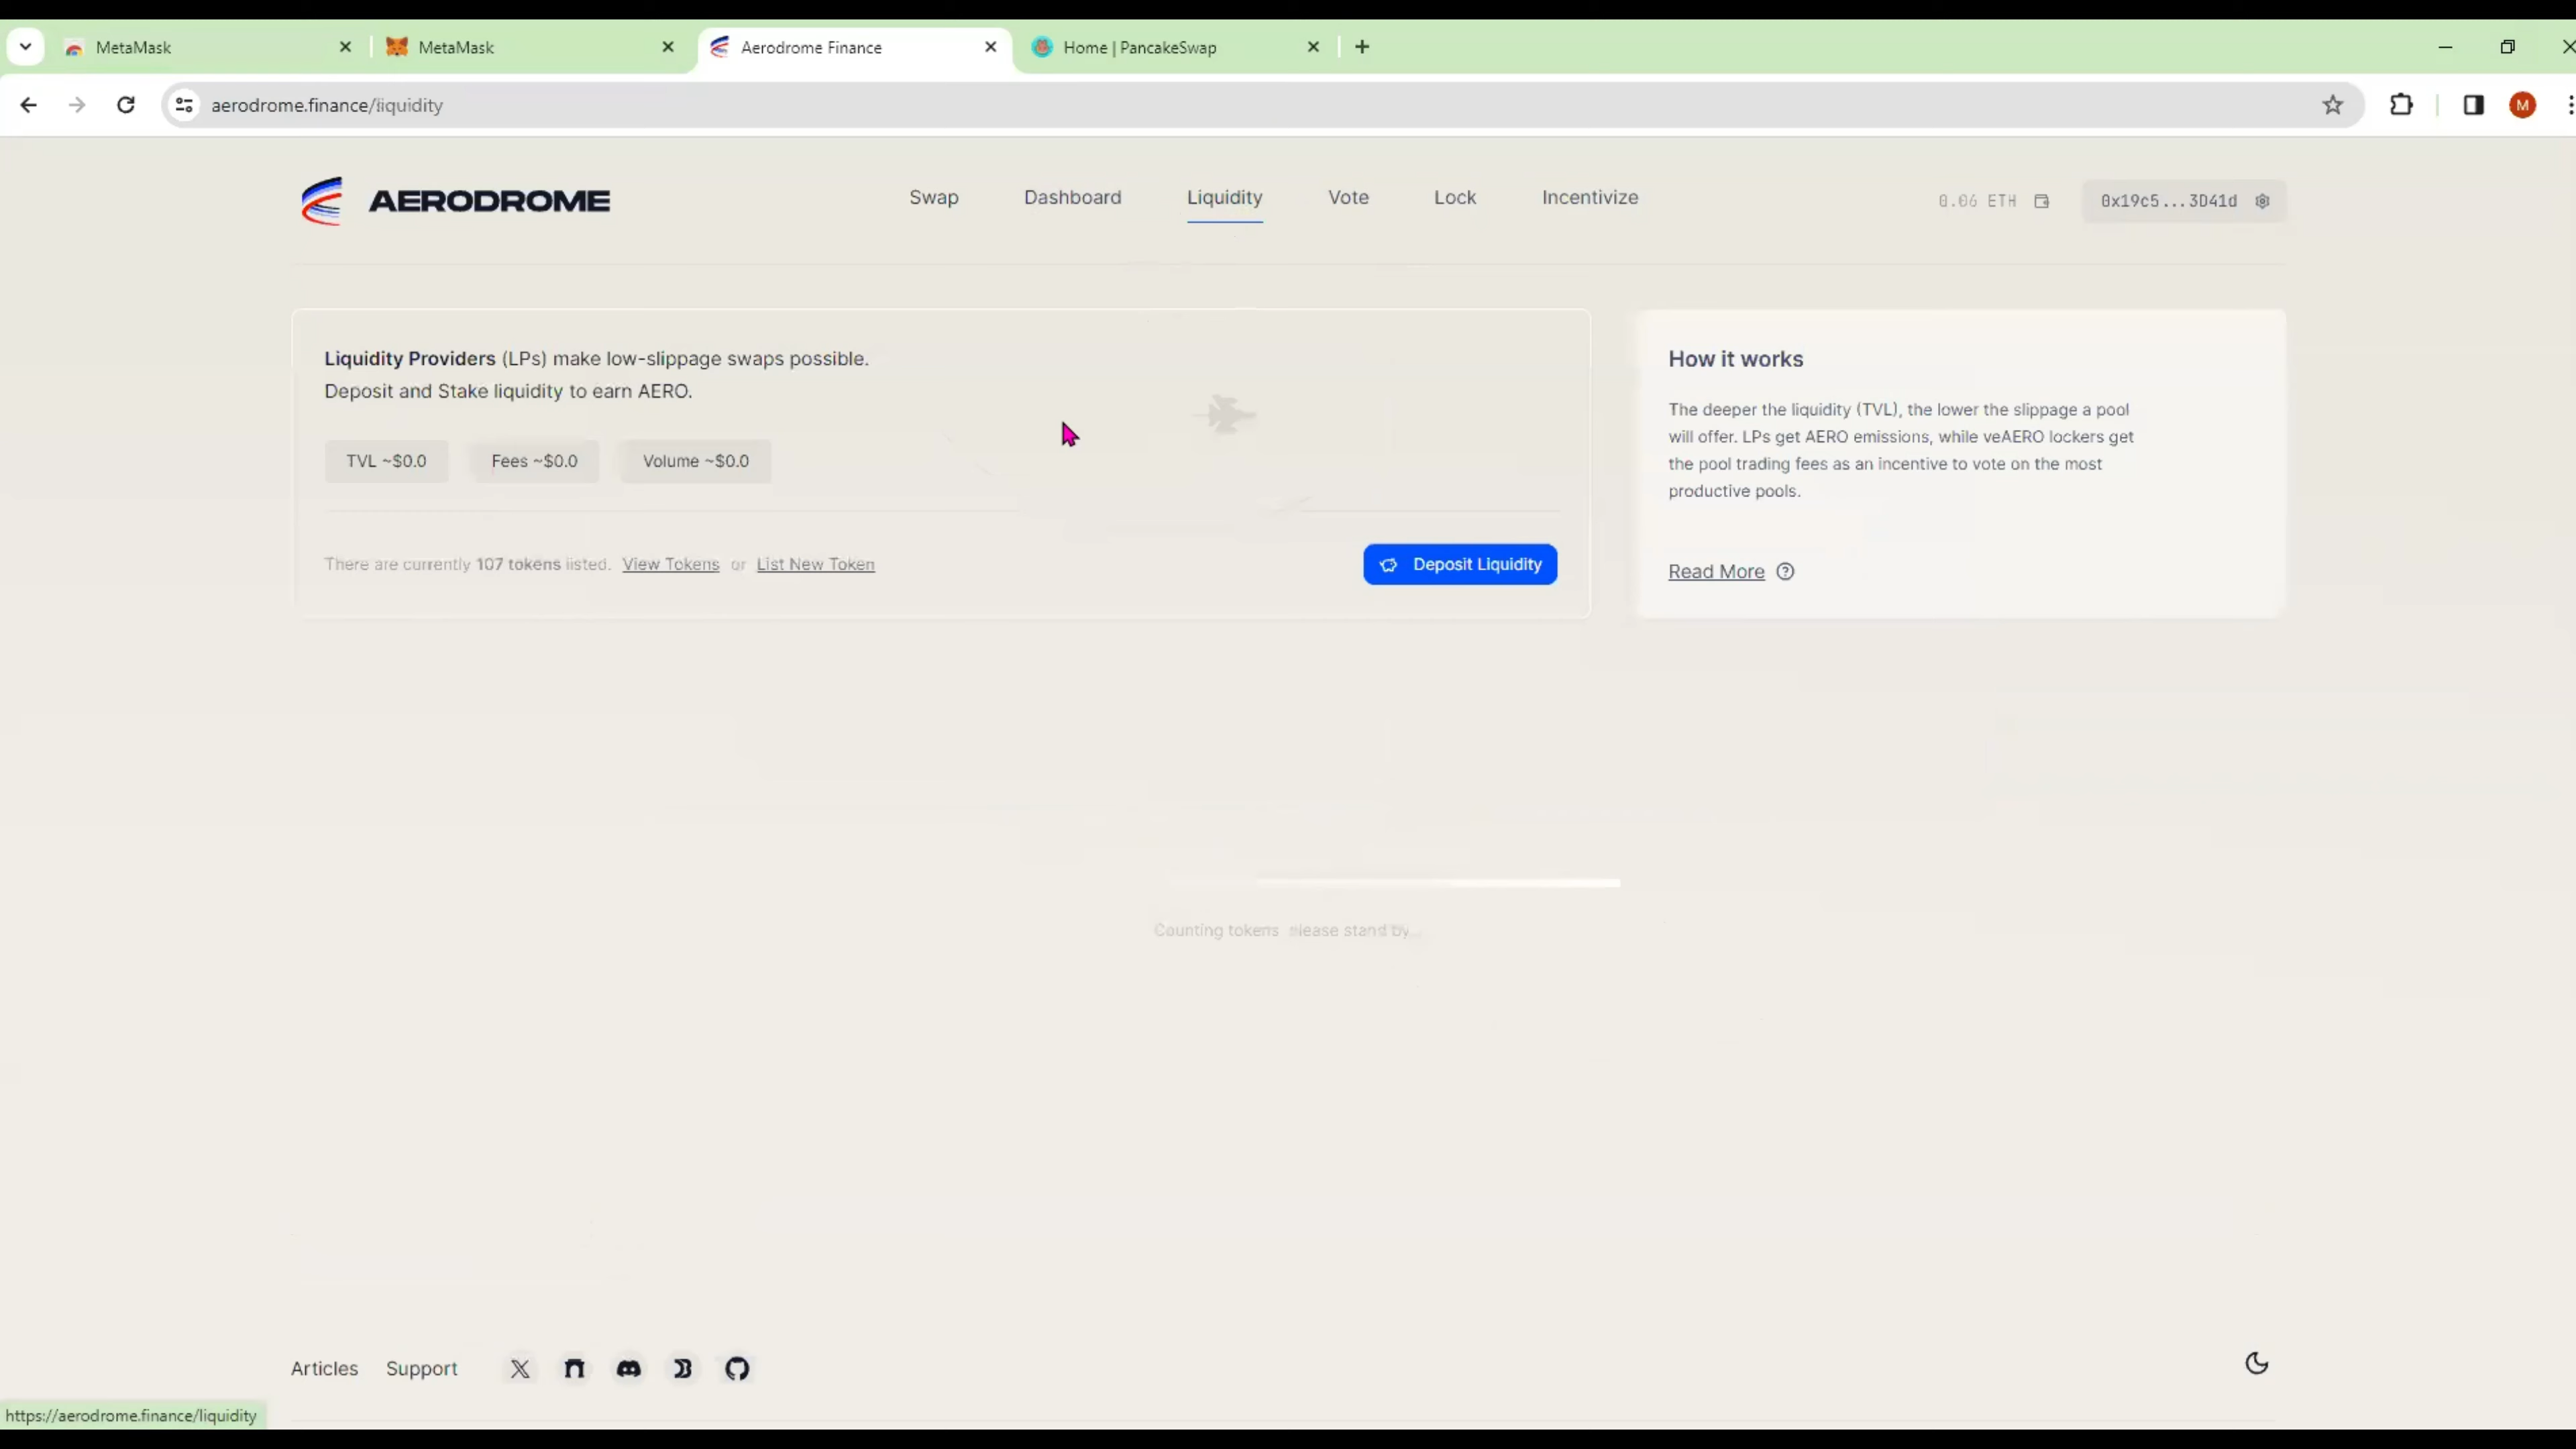 MetaMask
MetaMask
Aerodrome Finance
Home | PancakeSwap
aerodrome.finance/liquidity
M
AERODROME
Swap
Dashboard
Liquidity
Vote
Lock
Incentivize
0.06 ETH
0x19c5...3D41d
Liquidity Providers (LPs) make low-slippage swaps possible.
Deposit and Stake liquidity to earn AERO.
TVL ~$0.0
Fees ~$0.0
Volume ~$0.0
There are currently 107 tokens listed. View Tokens or List New Token
Deposit Liquidity
How it works
The deeper the liquidity (TVL), the lower the slippage a pool
will offer. LPs get AERO emissions, while veAERO lockers get
the pool trading fees as an incentive to vote on the most
productive pools.
Read More
Counting tokens please stand by...
Articles
Support
https://aerodrome.finance/liquidity